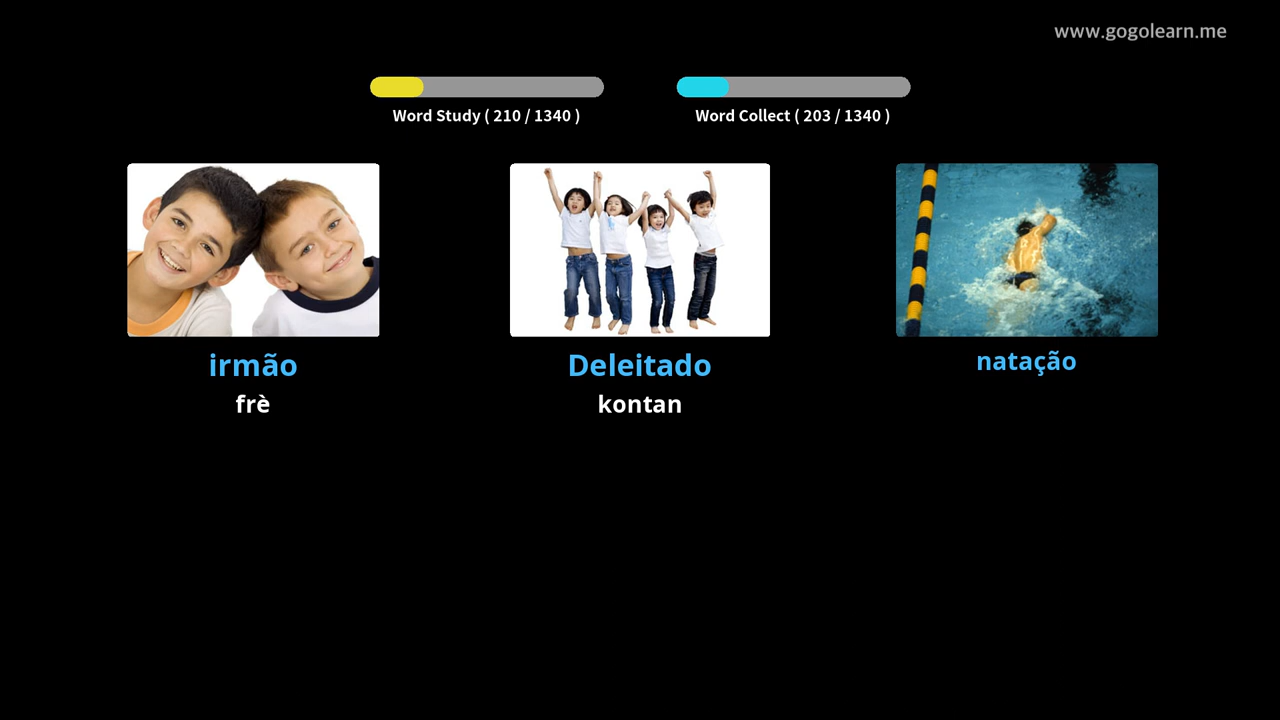 www.gogolearn.me
Word Study ( 210 / 1340 )
Word Collect ( 203 / 1340 )
irmão
frè
Deleitado
kontan
natação